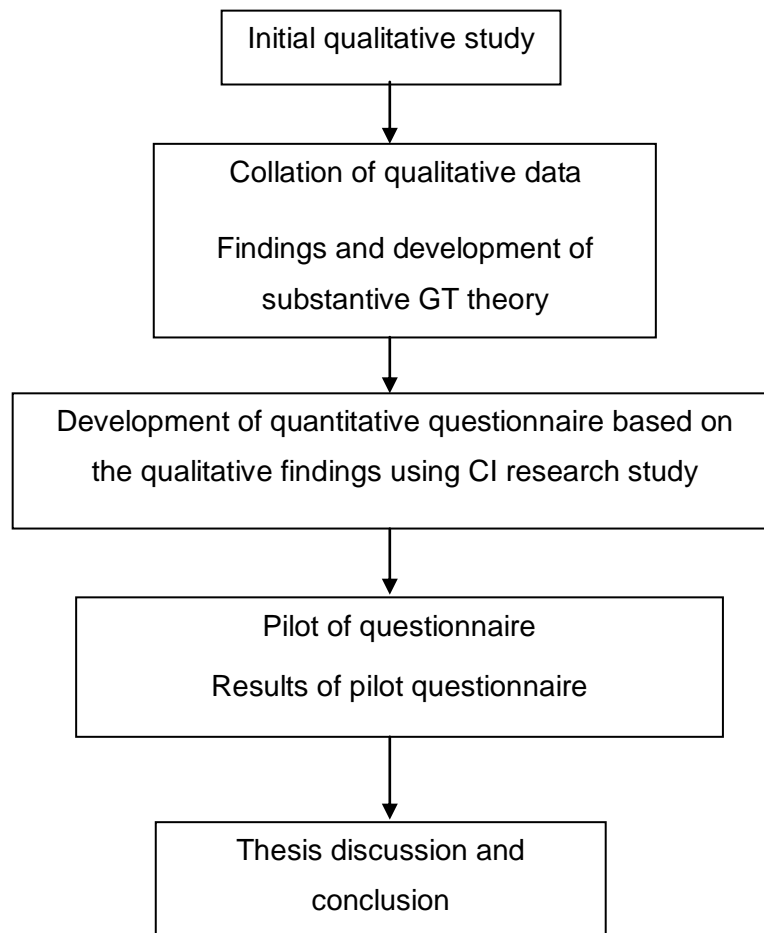 Initial qualitative study
Collation of qualitative data
Findings and development of
substantive GT theory
Development of quantitative questionnaire based on
the qualitative findings using CI research study
Pilot of questionnaire
Results of pilot questionnaire
Thesis discussion and
conclusion